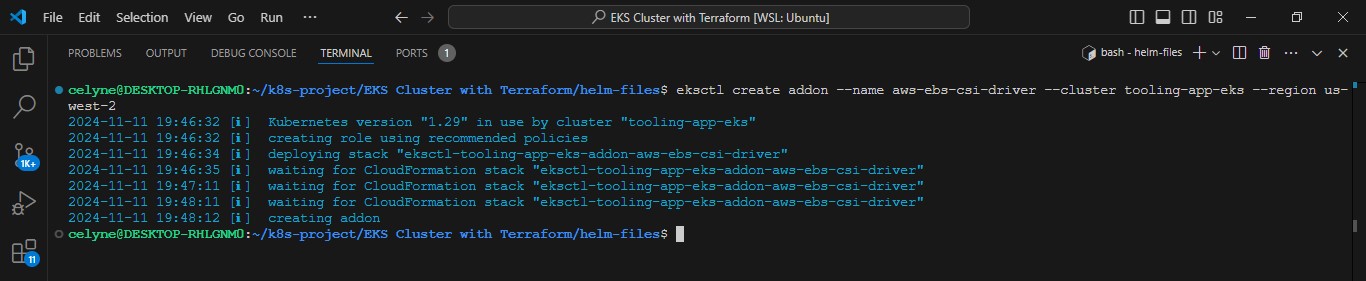 File Edit Selection View Go Run ···
EKS Cluster with Terraform [WSL: Ubuntu]
PROBLEMS OUTPUT DEBUG CONSOLE TERMINAL PORTS 1
bash - helm-files
celyne@DESKTOP-RHLGNM0:~/k8s-project/EKS Cluster with Terraform/helm-files$ eksctl create addon --name aws-ebs-csi-driver --cluster tooling-app-eks --region us-
west-2
2024-11-11 19:46:32 [ℹ]  Kubernetes version "1.29" in use by cluster "tooling-app-eks"
2024-11-11 19:46:32 [ℹ]  creating role using recommended policies
2024-11-11 19:46:34 [ℹ]  deploying stack "eksctl-tooling-app-eks-addon-aws-ebs-csi-driver"
2024-11-11 19:46:35 [ℹ]  waiting for CloudFormation stack "eksctl-tooling-app-eks-addon-aws-ebs-csi-driver"
2024-11-11 19:47:11 [ℹ]  waiting for CloudFormation stack "eksctl-tooling-app-eks-addon-aws-ebs-csi-driver"
2024-11-11 19:48:11 [ℹ]  waiting for CloudFormation stack "eksctl-tooling-app-eks-addon-aws-ebs-csi-driver"
2024-11-11 19:48:12 [ℹ]  creating addon
celyne@DESKTOP-RHLGNM0:~/k8s-project/EKS Cluster with Terraform/helm-files$
1K+
11